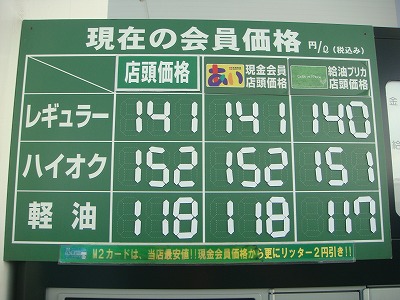 現在の会員価格 円/ℓ(税込み)
店頭価格 あい 現金会員店頭価格 給油プリカ店頭価格
レギュラー 141 141 140
ハイオク 152 152 151
軽油 118 118 117
M2カードは、当店最安値!!現金会員価格から更にリッター2円引き!!
金
給